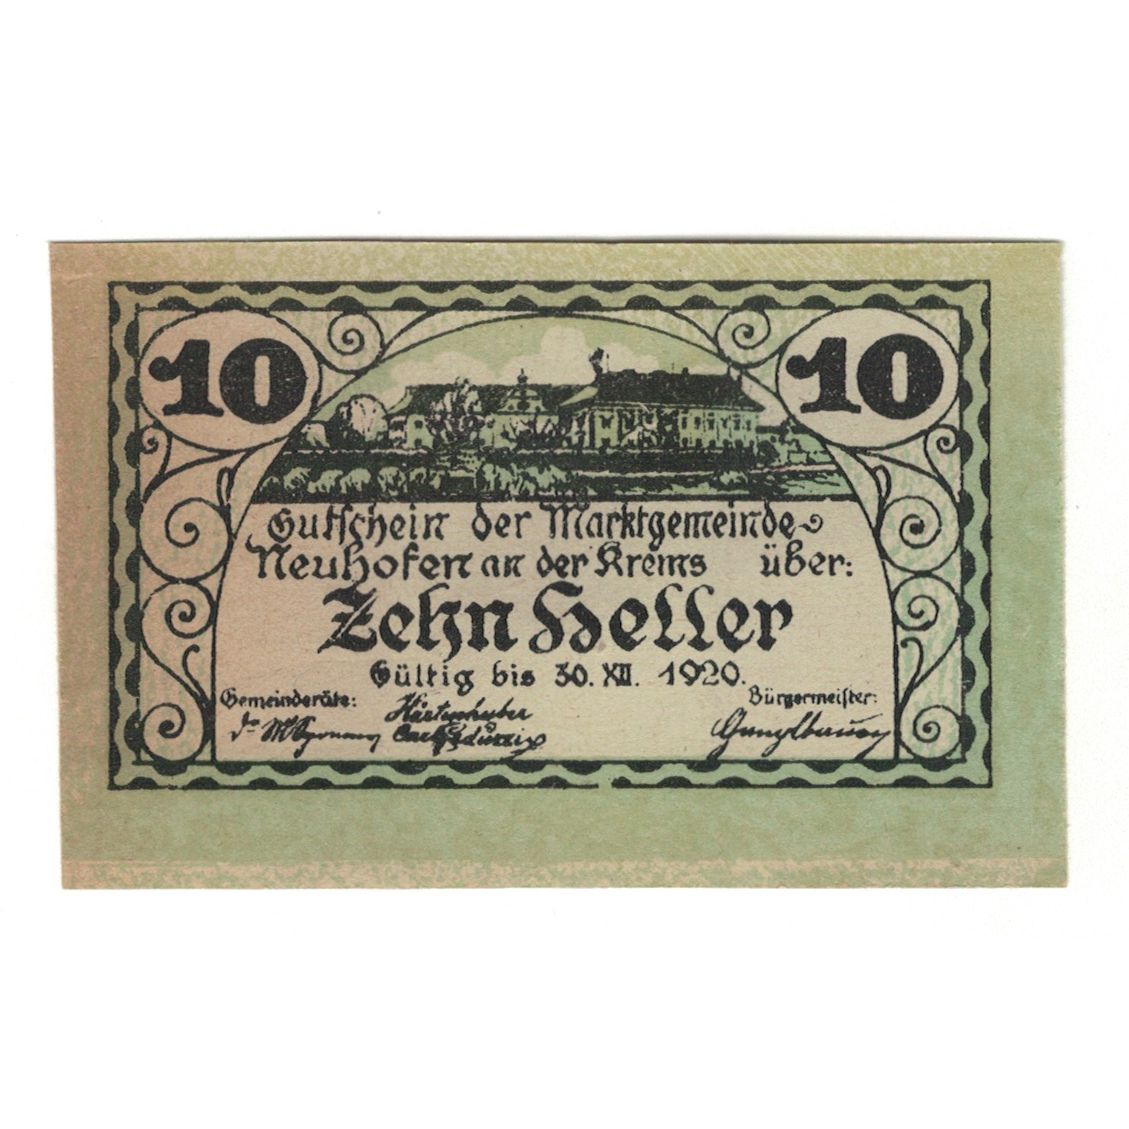 10 10
Gutschein der Marktgemeinde
Neuhofen an der Krems über:
Zehn Heller
Gültig bis 30. XII. 1920.
Gemeinderäte: Bürgermeister: